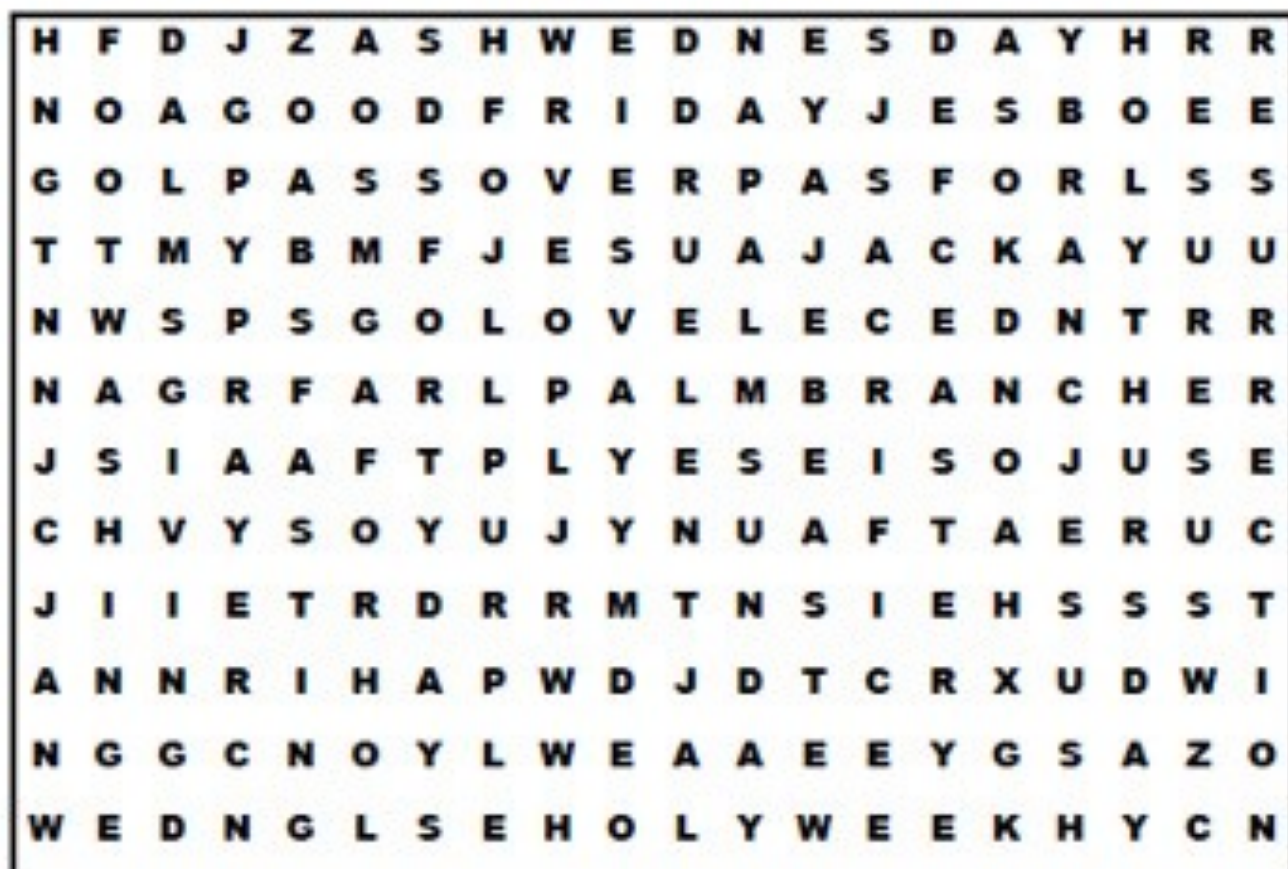 H F D J Z A S H W E D N E S D A Y H R R
N O A G O O D F R I D A Y J E S B O E E
G O L P A S S O V E R P A S F O R L S S
T T M Y B M F J E S U A J A C K A Y U U
N W S P S G O L O V E L E C E D N T R R
N A G R F A R L P A L M B R A N C H E R
J S I A A F T P L Y E S E I S O J U S E
C H V Y S O Y U J Y N U A F T A E R U C
J I I E T R D R R M T N S I E H S S S T
A N N R I H A P W D J D T C R X U D W I
N G G C N O Y L W E A A E E Y G S A Z O
W E D N G L S E H O L Y W E E K H Y C N